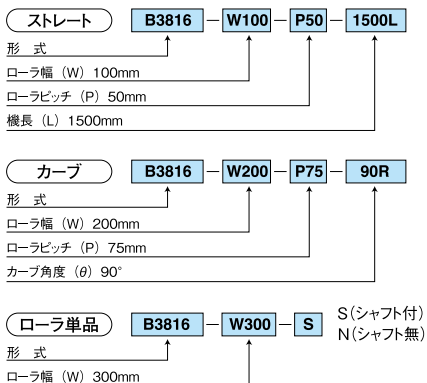 ストレート B3816 − W100 − P50 − 1500L
形 式
ローラ幅（W）100mm
ローラピッチ（P）50mm
機長（L）1500mm
カーブ B3816 − W200 − P75 − 90R
形 式
ローラ幅（W）200mm
ローラピッチ（P）75mm
カーブ角度（θ）90°
ローラ単品 B3816 − W300 − S S（シャフト付）
N（シャフト無）
形 式
ローラ幅（W）300mm